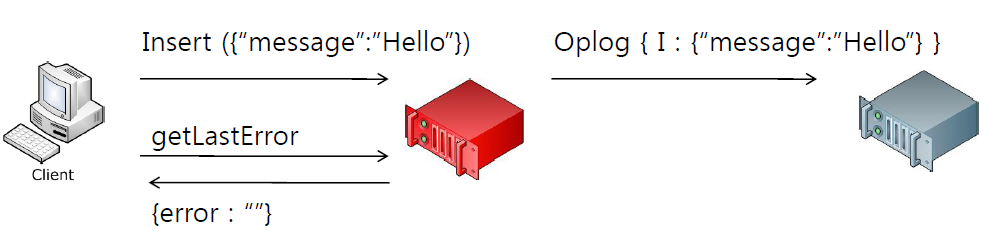 Insert ({“message”:”Hello”})
Oplog { I : {“message”:”Hello”} }
getLastError
Client
{error : “”}